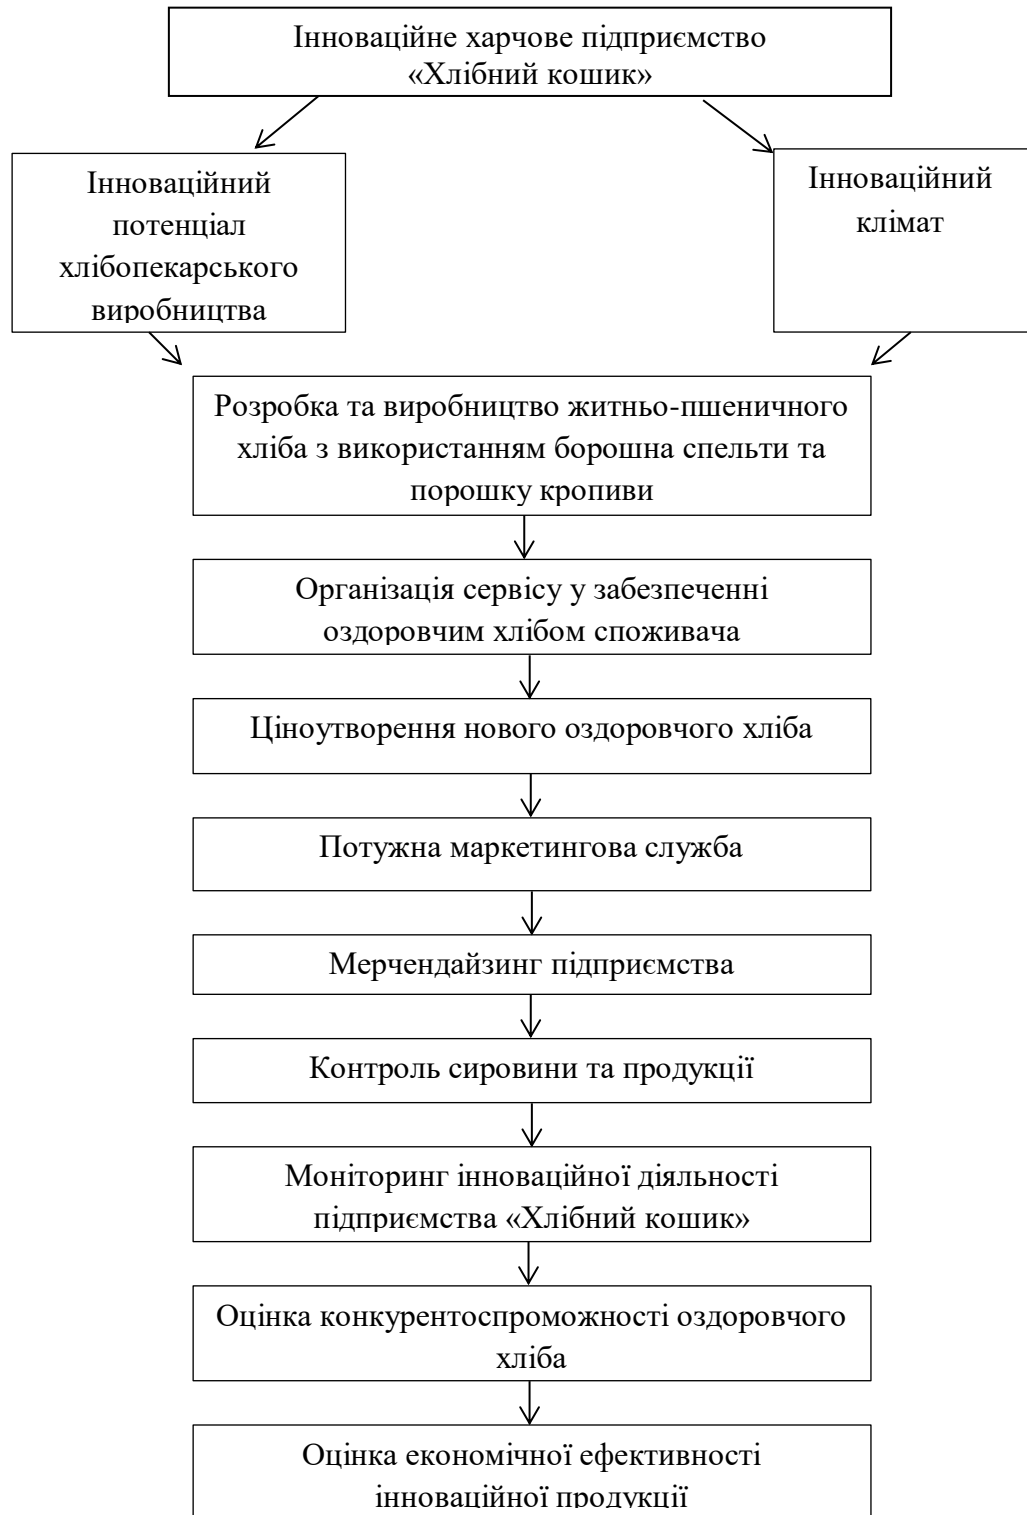 Інноваційне харчове підприємство
«Хлібний кошик»
Інноваційний
потенціал
хлібопекарського
виробництва
Інноваційний
клімат
Розробка та виробництво житньо-пшеничного
хліба з використанням борошна спельти та
порошку кропиви
Організація сервісу у забезпеченні
оздоровчим хлібом споживача
Ціноутворення нового оздоровчого хліба
Потужна маркетингова служба
Мерчендайзинг підприємства
Контроль сировини та продукції
Моніторинг інноваційної діяльності
підприємства «Хлібний кошик»
Оцінка конкурентоспроможності оздоровчого
хліба
Оцінка економічної ефективності
інноваційної продукції